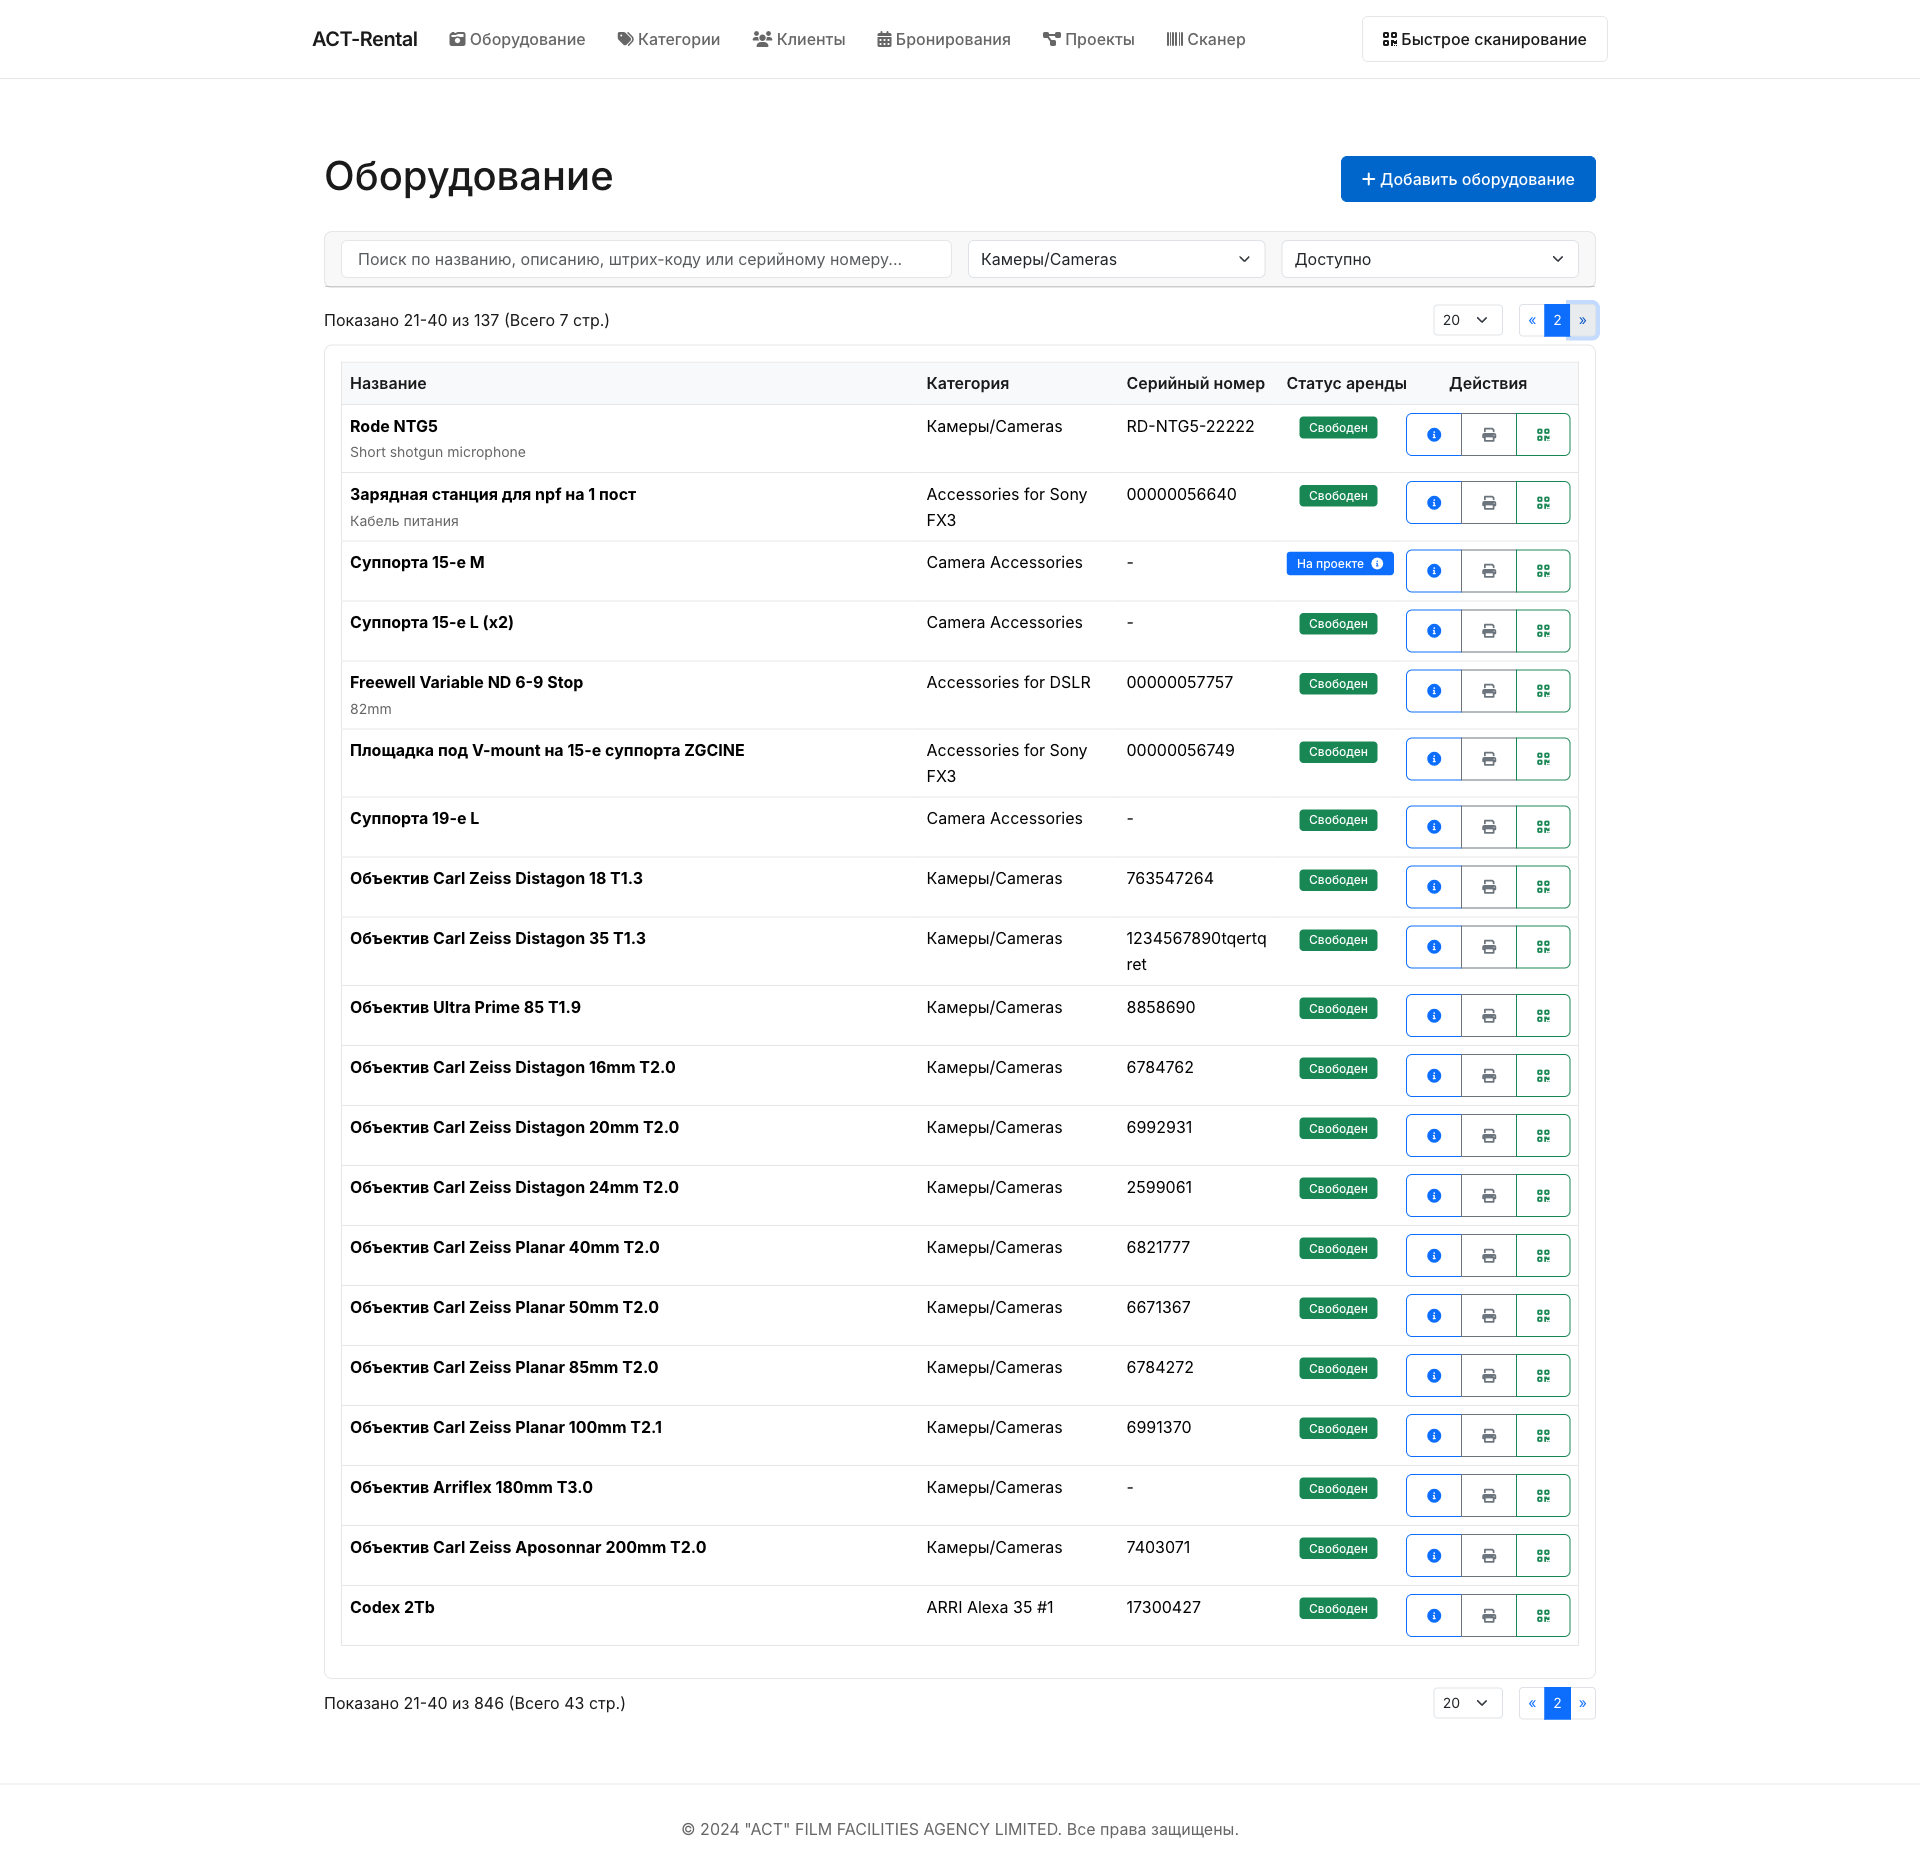 ACT-Rental Оборудование Категории Клиенты Бронирования Проекты Сканер Быстрое сканирование
Оборудование
+ Добавить оборудование
Поиск по названию, описанию, штрих-коду или серийному номеру... Камеры/Cameras Доступно
Показано 21-40 из 137 (Всего 7 стр.) 20 « 2 »
Название Категория Серийный номер Статус аренды Действия
Rode NTG5 Камеры/Cameras RD-NTG5-22222 Свободен
Short shotgun microphone
Зарядная станция для npf на 1 пост Accessories for Sony 00000056640 Свободен
Кабель питания FX3
Суппорта 15-е M Camera Accessories - На проекте
Суппорта 15-е L (x2) Camera Accessories - Свободен
Freewell Variable ND 6-9 Stop Accessories for DSLR 00000057757 Свободен
82mm
Площадка под V-mount на 15-е суппорта ZGCINE Accessories for Sony 00000056749 Свободен
FX3
Суппорта 19-е L Camera Accessories - Свободен
Объектив Carl Zeiss Distagon 18 T1.3 Камеры/Cameras 763547264 Свободен
Объектив Carl Zeiss Distagon 35 T1.3 Камеры/Cameras 1234567890tqertq Свободен
ret
Объектив Ultra Prime 85 T1.9 Камеры/Cameras 8858690 Свободен
Объектив Carl Zeiss Distagon 16mm T2.0 Камеры/Cameras 6784762 Свободен
Объектив Carl Zeiss Distagon 20mm T2.0 Камеры/Cameras 6992931 Свободен
Объектив Carl Zeiss Distagon 24mm T2.0 Камеры/Cameras 2599061 Свободен
Объектив Carl Zeiss Planar 40mm T2.0 Камеры/Cameras 6821777 Свободен
Объектив Carl Zeiss Planar 50mm T2.0 Камеры/Cameras 6671367 Свободен
Объектив Carl Zeiss Planar 85mm T2.0 Камеры/Cameras 6784272 Свободен
Объектив Carl Zeiss Planar 100mm T2.1 Камеры/Cameras 6991370 Свободен
Объектив Arriflex 180mm T3.0 Камеры/Cameras - Свободен
Объектив Carl Zeiss Aposonnar 200mm T2.0 Камеры/Cameras 7403071 Свободен
Codex 2Tb ARRI Alexa 35 #1 17300427 Свободен
Показано 21-40 из 846 (Всего 43 стр.) 20 « 2 »
© 2024 "ACT" FILM FACILITIES AGENCY LIMITED. Все права защищены.